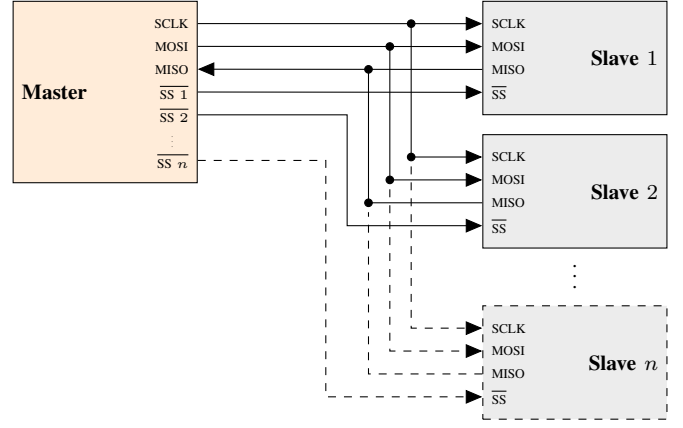 Master
SCLK
MOSI
MISO
SS 1
SS 2
⋮
SS n
SCLK
MOSI
MISO
SS
Slave 1
SCLK
MOSI
MISO
SS
Slave 2
⋮
SCLK
MOSI
MISO
SS
Slave n